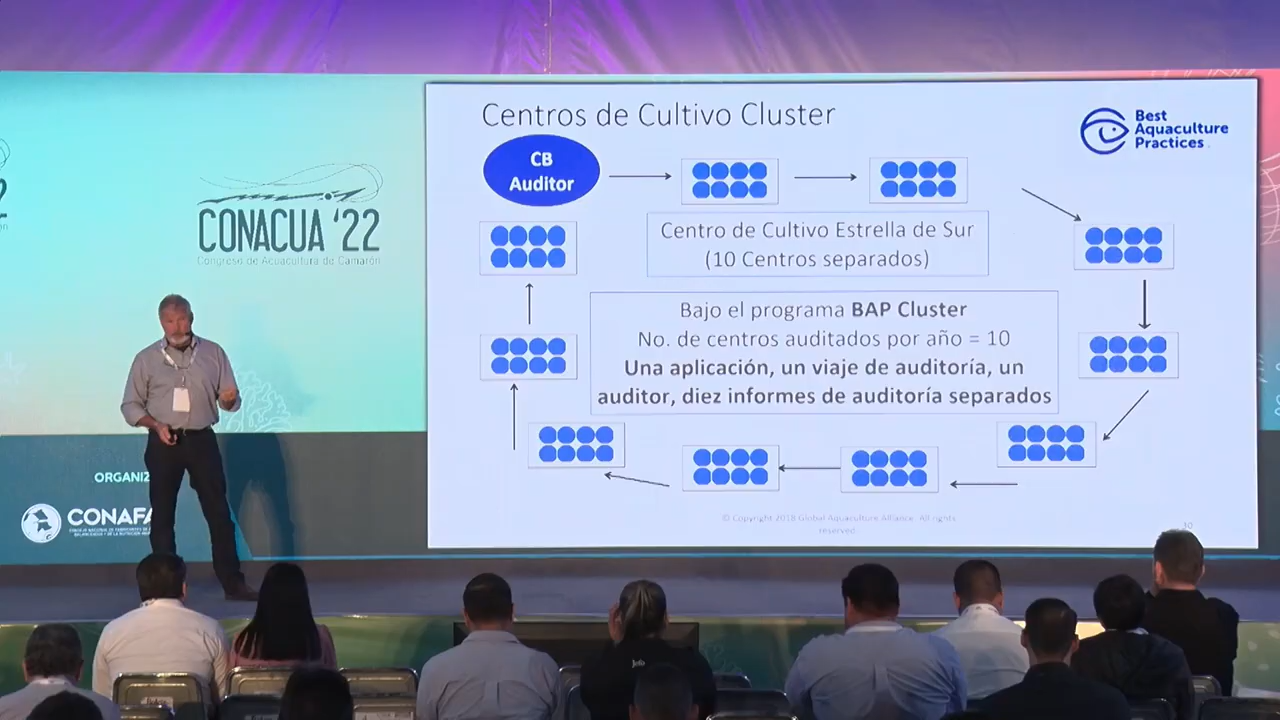 Centros de Cultivo Cluster
Best
Aquaculture
Practices
CB
Auditor
Centro de Cultivo Estrella de Sur
(10 Centros separados)
Bajo el programa BAP Cluster
No. de centros auditados por año = 10
Una aplicación, un viaje de auditoría, un
auditor, diez informes de auditoría separados
© Copyright 2018 Global Aquaculture Alliance. All rights
reserved.
10
CONACUA '22
Congreso de Acuacultura de Camarón
ORGANIZ
CONAFA